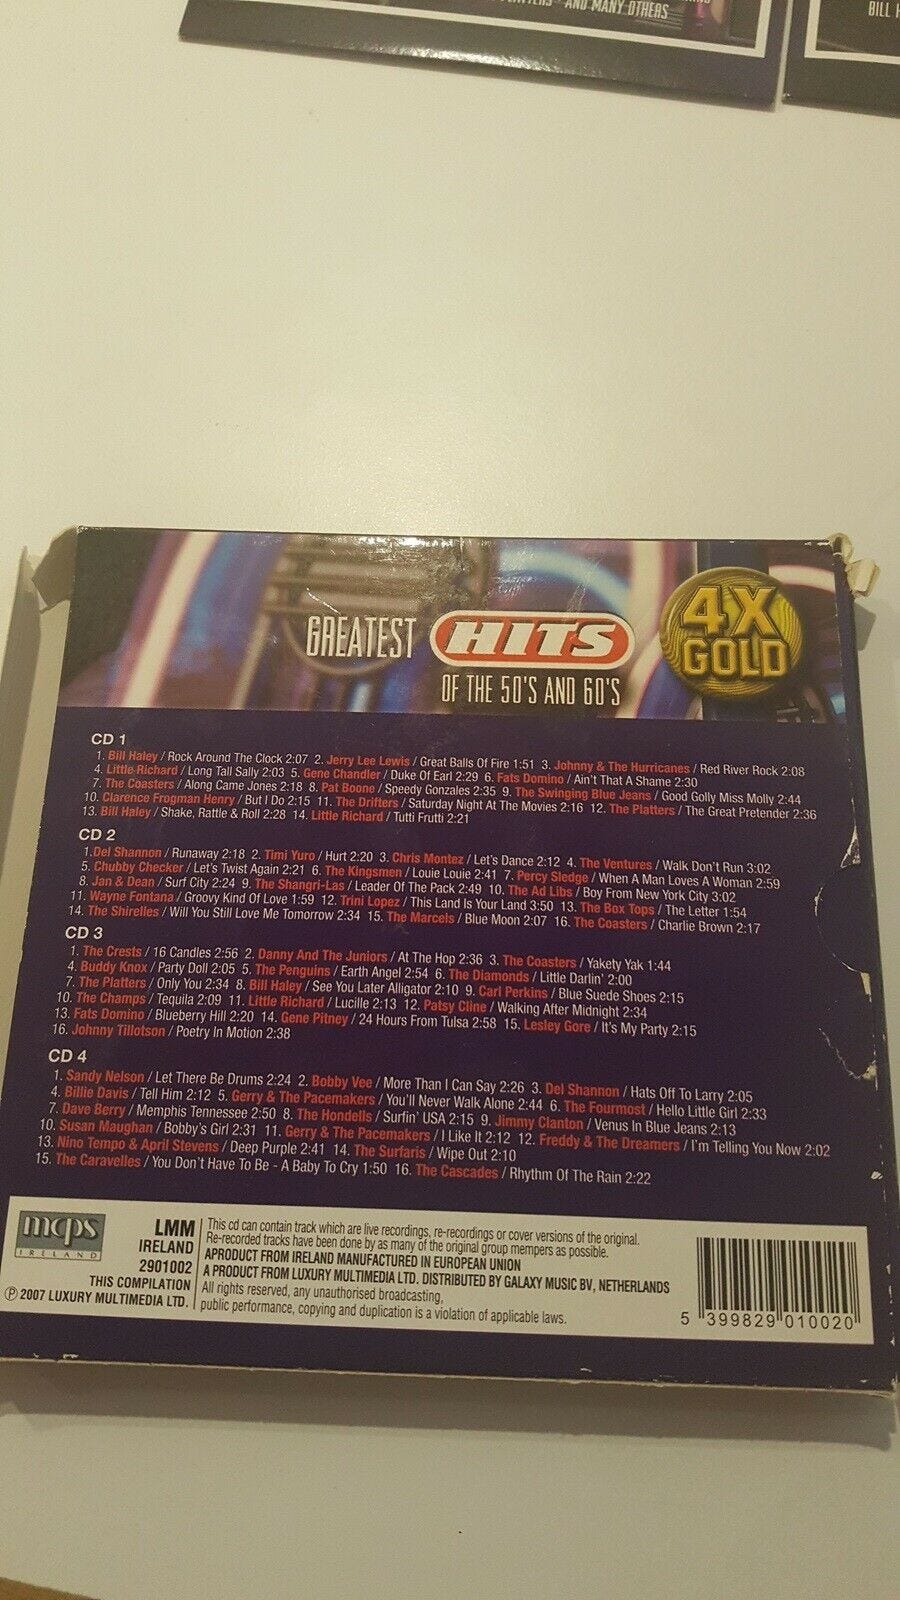 AND MANY OTHERS
BILL
GREATEST HITS
OF THE 50'S AND 60'S
4X
GOLD
CD 1
1. Bill Haley / Rock Around The Clock 2:07 2. Jerry Lee Lewis / Great Balls Of Fire 1:51 3. Johnny & The Hurricanes / Red River Rock 2:08
4. Little Richard / Long Tall Sally 2:03 5. Gene Chandler / Duke Of Earl 2:29 6. Fats Domino / Ain't That A Shame 2:30
7. The Coasters / Along Came Jones 2:18 8. Pat Boone / Speedy Gonzales 2:35 9. The Swinging Blue Jeans / Good Golly Miss Molly 2:44
10. Clarence Frogman Henry / But I Do 2:15 11. The Drifters / Saturday Night At The Movies 2:16 12. The Platters / The Great Pretender 2:36
13. Bill Haley / Shake, Rattle & Roll 2:28 14. Little Richard / Tutti Frutti 2:21
CD 2
1.Del Shannon / Runaway 2:18 2. Timi Yuro / Hurt 2:20 3. Chris Montez / Let's Dance 2:12 4. The Ventures / Walk Don't Run 3:02
5. Chubby Checker / Let's Twist Again 2:21 6. The Kingsmen / Louie Louie 2:41 7. Percy Sledge / When A Man Loves A Woman 2:59
8. Jan & Dean / Surf City 2:24 9. The Shangri-Las / Leader Of The Pack 2:49 10. The Ad Libs / Boy From New York City 3:02
11. Wayne Fontana / Groovy Kind Of Love 1:59 12. Trini Lopez / This Land Is Your Land 3:50 13. The Box Tops / The Letter 1:54
14. The Shirelles / Will You Still Love Me Tomorrow 2:34 15. The Marcels / Blue Moon 2:07 16. The Coasters / Charlie Brown 2:17
CD 3
1. The Crests / 16 Candles 2:56 2. Danny And The Juniors / At The Hop 2:36 3. The Coasters / Yakety Yak 1:44
4. Buddy Knox / Party Doll 2:05 5. The Penguins / Earth Angel 2:54 6. The Diamonds / Little Darlin' 2:00
7. The Platters / Only You 2:34 8. Bill Haley / See You Later Alligator 2:10 9. Carl Perkins / Blue Suede Shoes 2:15
10. The Champs / Tequila 2:09 11. Little Richard / Lucille 2:13 12. Patsy Cline / Walking After Midnight 2:34
13. Fats Domino / Blueberry Hill 2:20 14. Gene Pitney / 24 Hours From Tulsa 2:58 15. Lesley Gore / It's My Party 2:15
16. Johnny Tillotson / Poetry In Motion 2:38
CD 4
1. Sandy Nelson / Let There Be Drums 2:24 2. Bobby Vee / More Than I Can Say 2:26 3. Del Shannon / Hats Off To Larry 2:05
4. Billie Davis / Tell Him 2:12 5. Gerry & The Pacemakers / You'll Never Walk Alone 2:44 6. The Fourmost / Hello Little Girl 2:33
7. Dave Berry / Memphis Tennessee 2:50 8. The Hondells / Surfin' USA 2:15 9. Jimmy Clanton / Venus In Blue Jeans 2:13
10. Susan Maughan / Bobby's Girl 2:31 11. Gerry & The Pacemakers / I Like It 2:12 12. Freddy & The Dreamers / I'm Telling You Now 2:02
13. Nino Tempo & April Stevens / Deep Purple 2:41 14. The Surfaris / Wipe Out 2:10
15. The Caravelles / You Don't Have To Be - A Baby To Cry 1:50 16. The Cascades / Rhythm Of The Rain 2:22
mcps
IRELAND
LMM
IRELAND
2901002
THIS COMPILATION
℗ 2007 LUXURY MULTIMEDIA LTD.
This cd can contain track which are live recordings, re-recordings or cover versions of the original.
Re-recorded tracks have been done by as many of the original group mempers as possible.
APRODUCT FROM IRELAND MANUFACTURED IN EUROPEAN UNION
A PRODUCT FROM LUXURY MULTIMEDIA LTD. DISTRIBUTED BY GALAXY MUSIC BV, NETHERLANDS
All rights reserved, any unauthorised broadcasting,
public performance, copying and duplication is a violation of applicable laws.
5 399829 010020